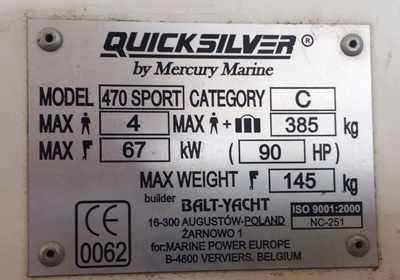 QUICKSILVER®
by Mercury Marine
MODEL 470 SPORT CATEGORY C
MAX 4 MAX + 385 kg
MAX 67 kW ( 90 HP)
MAX WEIGHT 145 kg
builder BALT-YACHT
16-300 AUGUSTÓW-POLAND
ŻARNOWO 1
for:MARINE POWER EUROPE
B-4800 VERVIERS, BELGIUM
CE
0062
ISO 9001:2000
NC-251